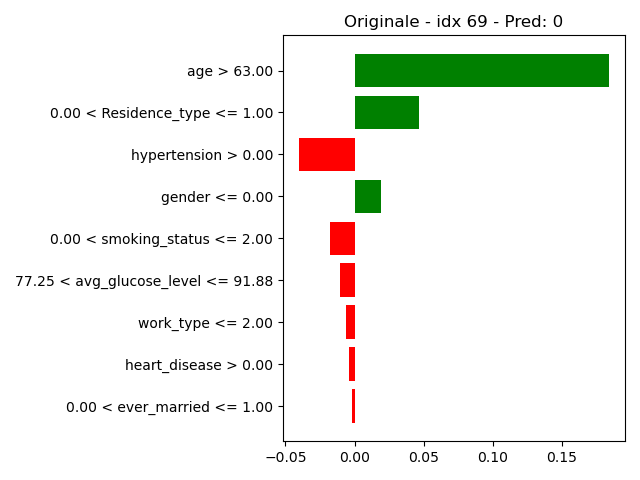 Originale - idx 69 - Pred: 0
age > 63.00
0.00 < Residence_type <= 1.00
hypertension > 0.00
gender <= 0.00
0.00 < smoking_status <= 2.00
77.25 < avg_glucose_level <= 91.88
work_type <= 2.00
heart_disease > 0.00
0.00 < ever_married <= 1.00
−0.05 0.00 0.05 0.10 0.15